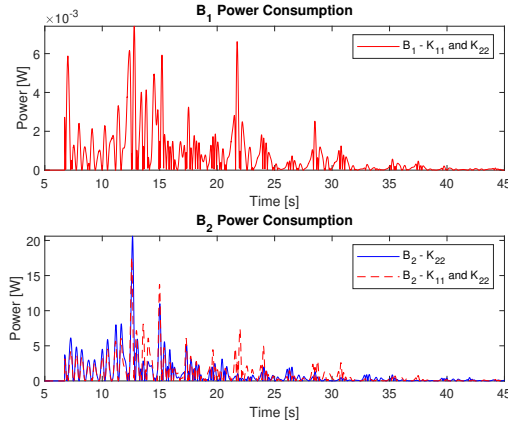 B₁ Power Consumption
×10⁻³
6
4
2
0
Power [W]
5 10 15 20 25 30 35 40 45
Time [s]
B₁ - K₁₁ and K₂₂
B₂ Power Consumption
20
15
10
5
0
Power [W]
5 10 15 20 25 30 35 40 45
Time [s]
B₂ - K₂₂
B₂ - K₁₁ and K₂₂